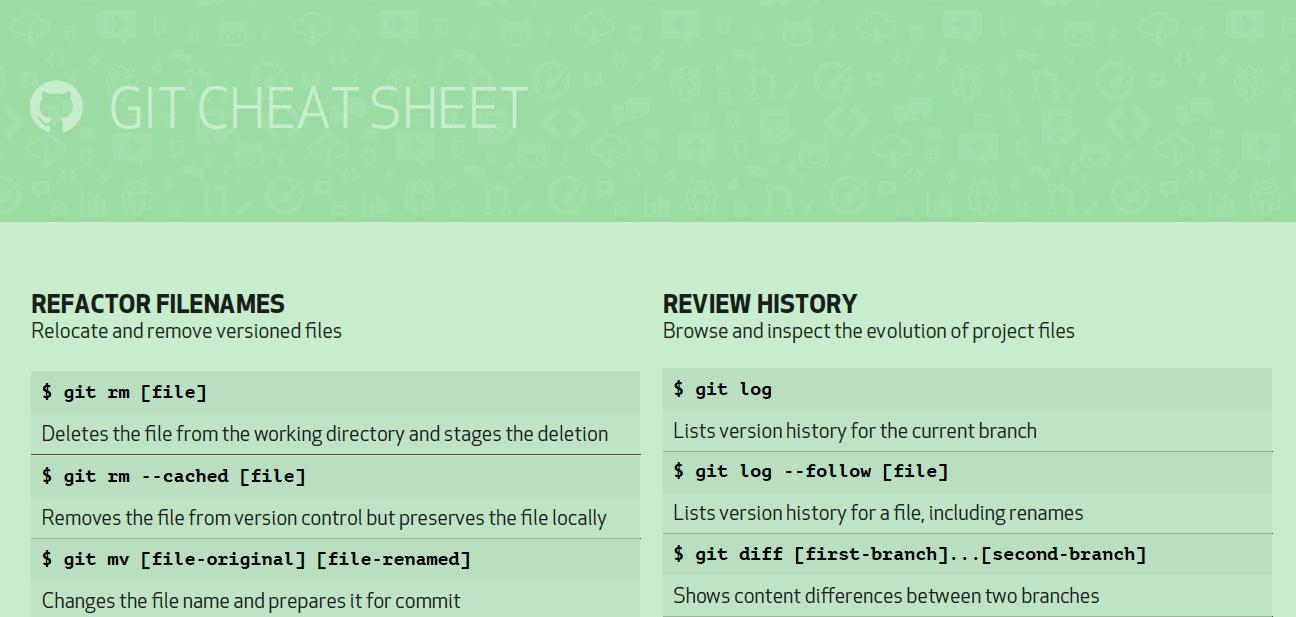 GIT CHEAT SHEET
REFACTOR FILENAMES
Relocate and remove versioned files
$ git rm [file]
Deletes the file from the working directory and stages the deletion
$ git rm --cached [file]
Removes the file from version control but preserves the file locally
$ git mv [file-original] [file-renamed]
Changes the file name and prepares it for commit
REVIEW HISTORY
Browse and inspect the evolution of project files
$ git log
Lists version history for the current branch
$ git log --follow [file]
Lists version history for a file, including renames
$ git diff [first-branch]...[second-branch]
Shows content differences between two branches